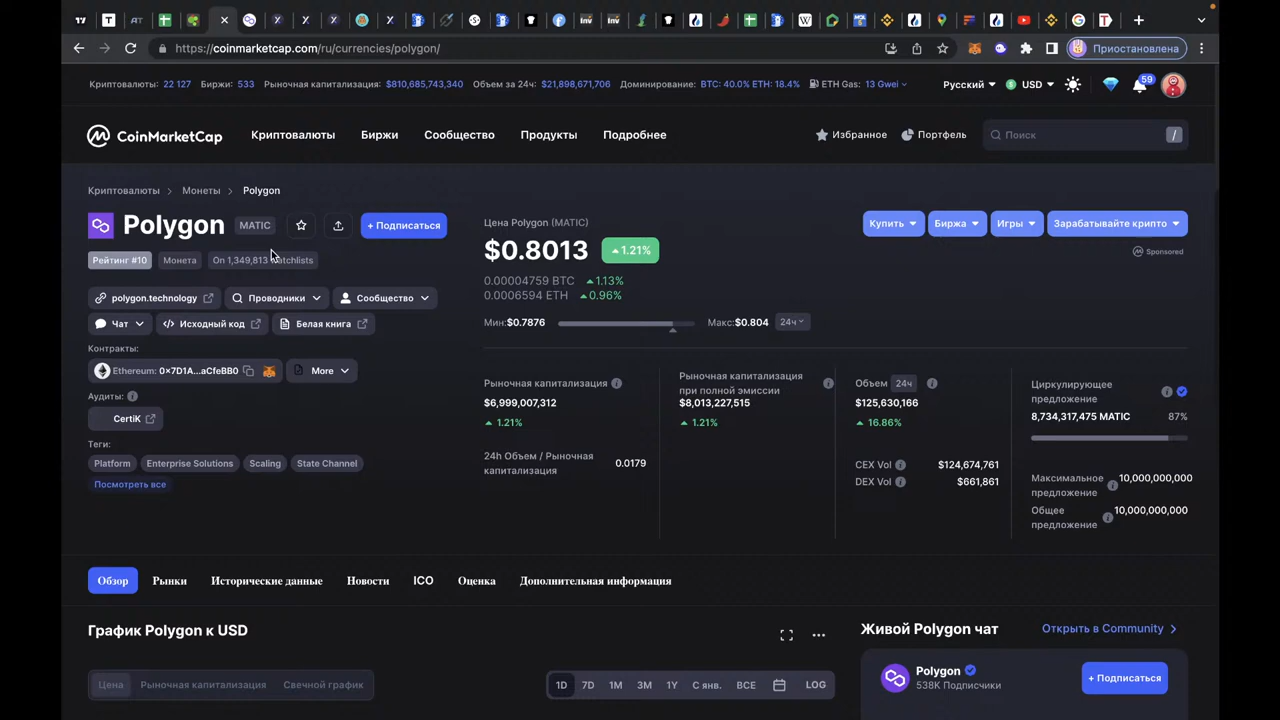 https://coinmarketcap.com/ru/currencies/polygon/
Приостановлена
Криптовалюты: 22 127 Биржи: 533 Рыночная капитализация: $810,685,743,340 Объем за 24ч: $21,898,671,706 Доминирование: BTC: 40.0% ETH: 18.4% ETH Gas: 13 Gwei
Русский USD 59
CoinMarketCap Криптовалюты Биржи Сообщество Продукты Подробнее Избранное Портфель Поиск /
Криптовалюты Монеты Polygon
Polygon MATIC + Подписаться
Рейтинг #10 Монета On 1,349,813
polygon.technology Проводники Сообщество
Чат Исходный код Белая книга
Контракты:
Ethereum: 0x7D1A...aCfeBB0 More
Аудиты:
CertiK
Теги:
Platform Enterprise Solutions Scaling State Channel
Посмотреть все
Цена Polygon (MATIC)
$0.8013 1.21%
0.00004759 BTC 1.13%
0.0006594 ETH 0.96%
Мин:$0.7876 Макс:$0.804 24ч
Купить Биржа Игры Зарабатывайте крипто
Sponsored
Рыночная капитализация
$6,999,007,312
1.21%
24h Объем / Рыночная
капитализация
0.0179
Рыночная капитализация
при полной эмиссии
$8,013,227,515
1.21%
Объем 24ч
$125,630,166
16.86%
CEX Vol $124,674,761
DEX Vol $661,861
Циркулирующее
предложение
8,734,317,475 MATIC 87%
Максимальное
предложение
10,000,000,000
Общее
предложение
10,000,000,000
Обзор Рынки Исторические данные Новости ICO Оценка Дополнительная информация
График Polygon к USD
Цена Рыночная капитализация Свечной график
1D 7D 1M 3M 1Y С янв. ВСЕ LOG
Живой Polygon чат Открыть в Community
Polygon
538K Подписчики
+ Подписаться